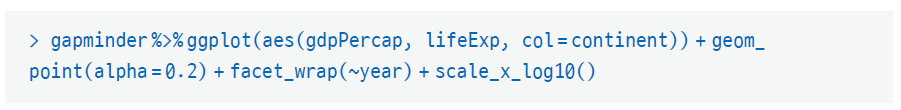 > gapminder %>% ggplot(aes(gdpPercap, lifeExp, col = continent)) + geom_
point(alpha = 0.2) + facet_wrap(~year) + scale_x_log10()